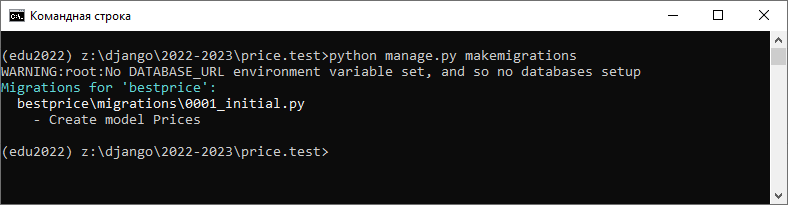 Командная строка
(edu2022) z:\django\2022-2023\price.test>python manage.py makemigrations
WARNING:root:No DATABASE_URL environment variable set, and so no databases setup
Migrations for 'bestprice':
bestprice\migrations\0001_initial.py
- Create model Prices
(edu2022) z:\django\2022-2023\price.test>